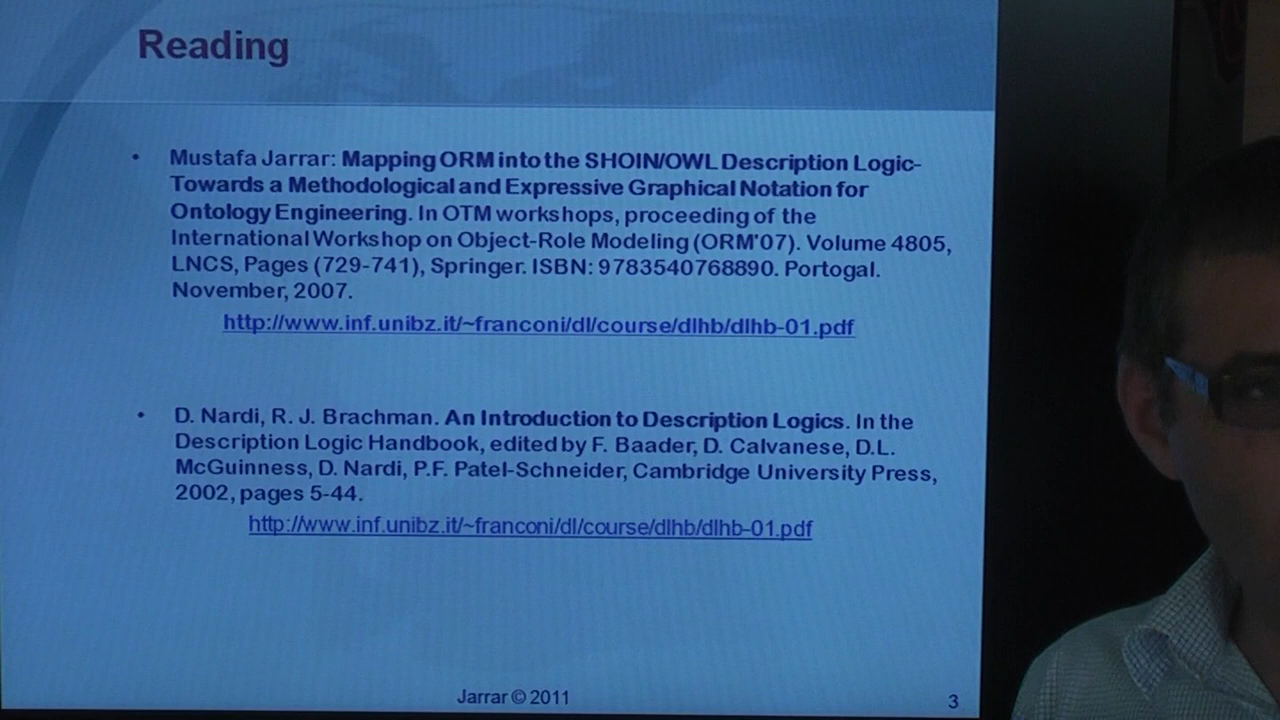 Reading
• Mustafa Jarrar: Mapping ORM into the SHOIN/OWL Description Logic-
Towards a Methodological and Expressive Graphical Notation for
Ontology Engineering. In OTM workshops, proceeding of the
International Workshop on Object-Role Modeling (ORM'07). Volume 4805,
LNCS, Pages (729-741), Springer. ISBN: 9783540768890. Portogal.
November, 2007.
http://www.inf.unibz.it/~franconi/dl/course/dlhb/dlhb-01.pdf
• D. Nardi, R. J. Brachman. An Introduction to Description Logics. In the
Description Logic Handbook, edited by F. Baader, D. Calvanese, D.L.
McGuinness, D. Nardi, P.F. Patel-Schneider, Cambridge University Press,
2002, pages 5-44.
http://www.inf.unibz.it/~franconi/dl/course/dlhb/dlhb-01.pdf
Jarrar © 2011
3